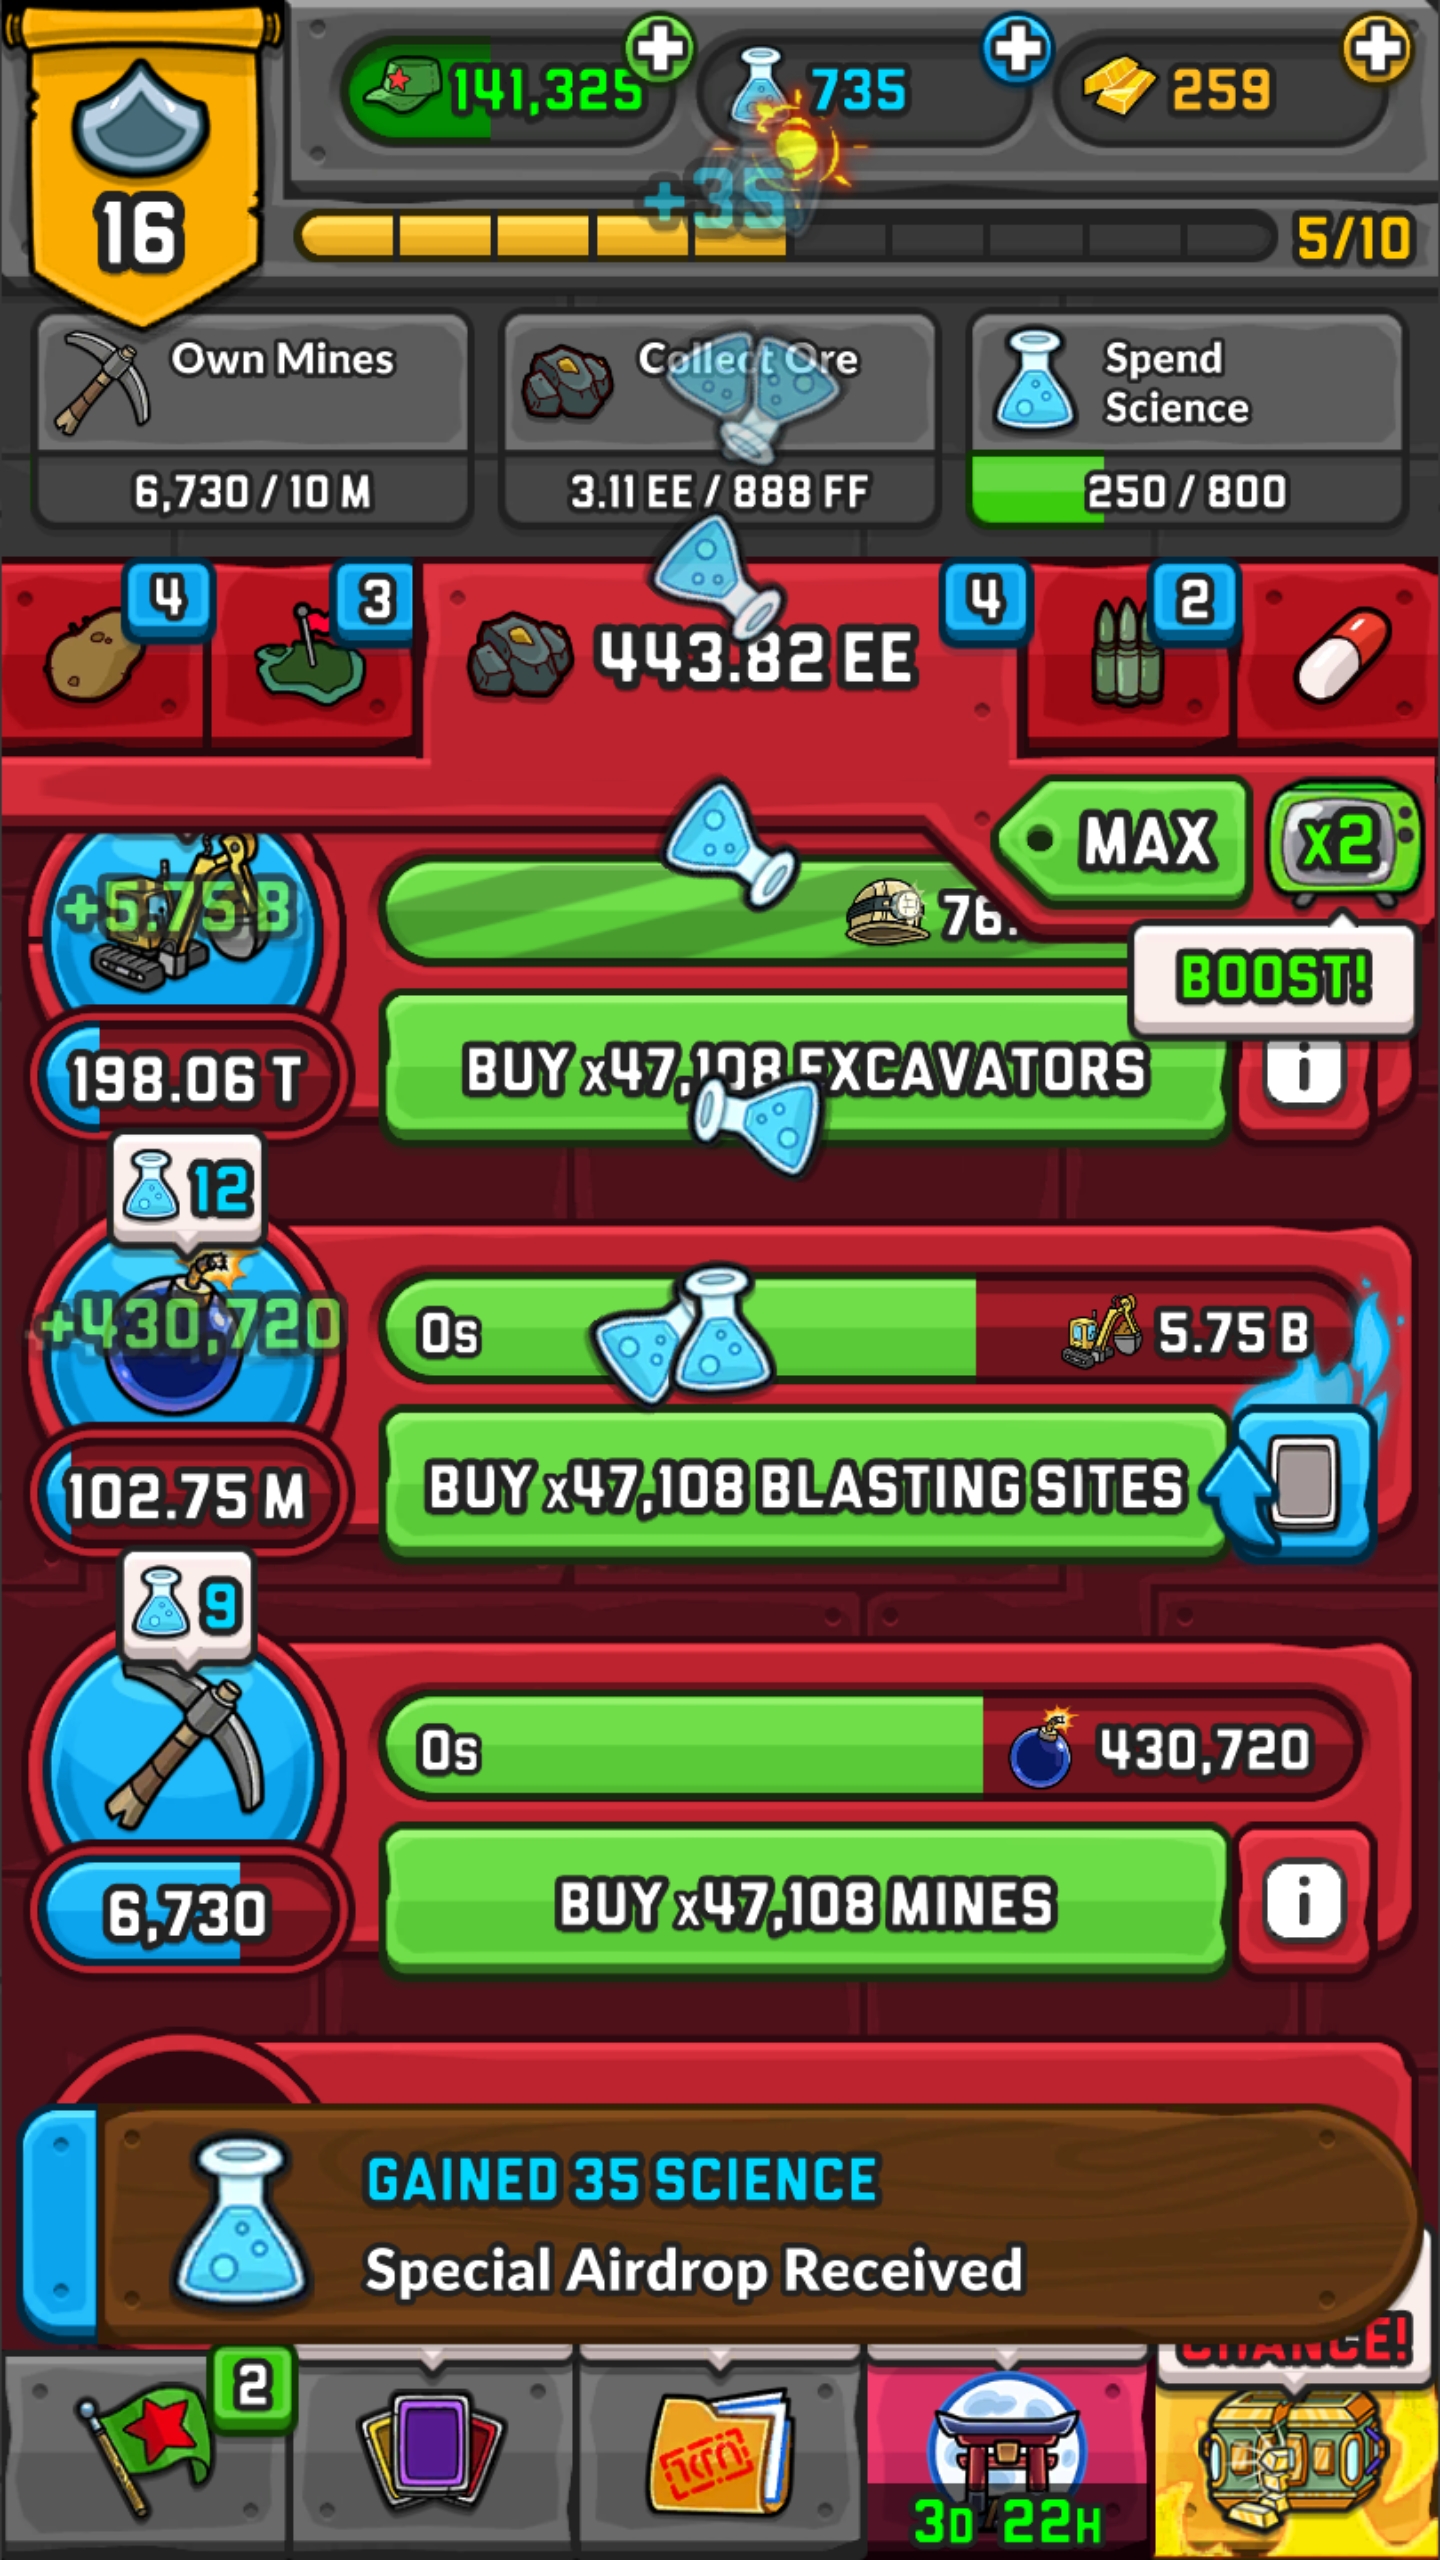 141,325
735
259
+35
16
5/10
Own Mines
6,730 / 10 M
Collect Ore
3.11 EE / 888 FF
Spend
Science
250 / 800
4
3
443.82 EE
4
2
MAX
x2
+5.75 B
76.
BOOST!
BUY x47,108 EXCAVATORS
i
198.06 T
12
+430,720
0s
5.75 B
BUY x47,108 BLASTING SITES
102.75 M
9
0s
430,720
BUY x47,108 MINES
i
6,730
GAINED 35 SCIENCE
Special Airdrop Received
CHANCE!
2
3D 22H